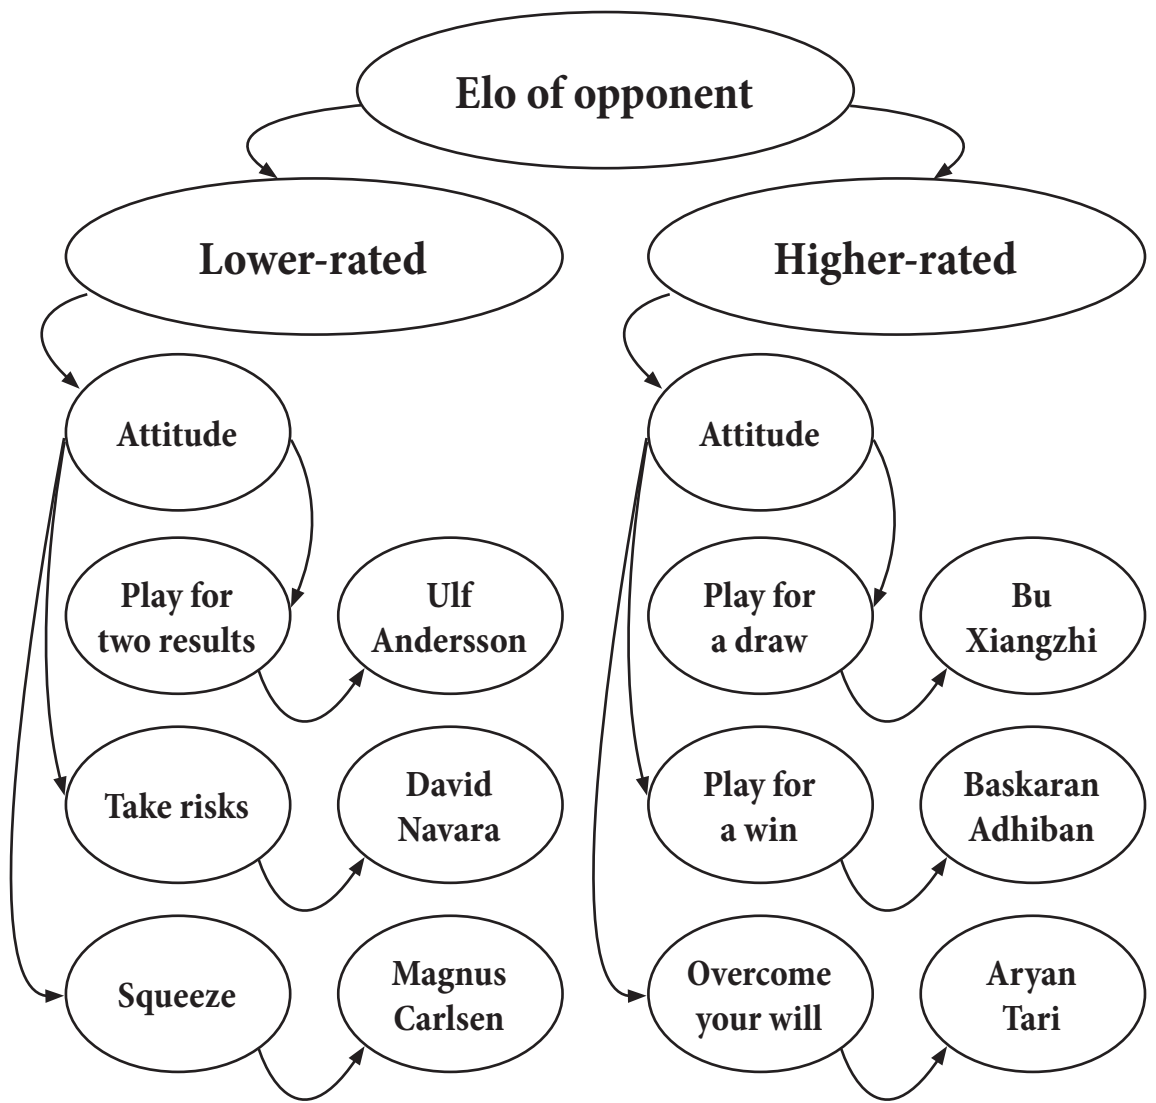 Elo of opponent
Lower-rated
Higher-rated
Attitude
Attitude
Play for
two results
Ulf
Andersson
Play for
a draw
Bu
Xiangzhi
Take risks
David
Navara
Play for
a win
Baskaran
Adhiban
Squeeze
Magnus
Carlsen
Overcome
your will
Aryan
Tari